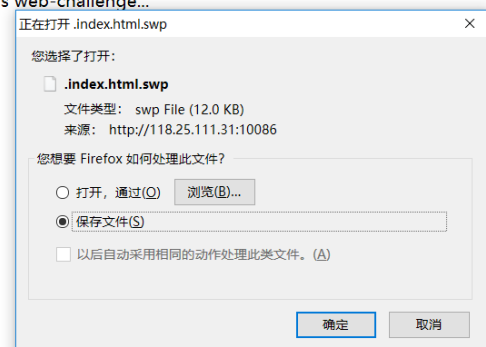 s web-challenge...
正在打开 .index.html.swp
您选择了打开：
.index.html.swp
文件类型： swp File (12.0 KB)
来源： http://118.25.111.31:10086
您想要 Firefox 如何处理此文件？
打开，通过(O) 浏览(B)...
保存文件(S)
以后自动采用相同的动作处理此类文件。(A)
确定 取消